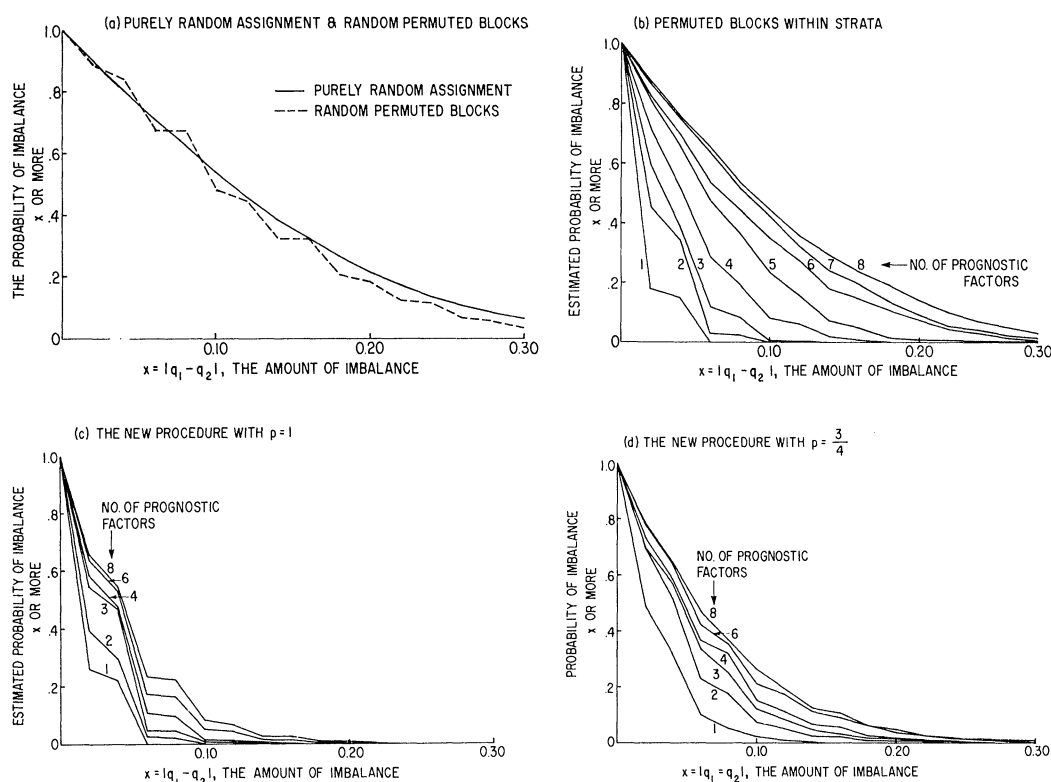 (a) PURELY RANDOM ASSIGNMENT & RANDOM PERMUTED BLOCKS
THE PROBABILITY OF IMBALANCE
x OR MORE
1.0
.8
.6
.4
.2
0
PURELY RANDOM ASSIGNMENT
RANDOM PERMUTED BLOCKS
0.10
0.20
0.30
x = |q1 - q2|, THE AMOUNT OF IMBALANCE
(b) PERMUTED BLOCKS WITHIN STRATA
ESTIMATED PROBABILITY OF IMBALANCE
x OR MORE
1.0
.8
.6
.4
.2
0
1
2
3
4
5
6
7
8
NO. OF PROGNOSTIC
FACTORS
0.10
0.20
0.30
x = |q1 - q2|, THE AMOUNT OF IMBALANCE
(c) THE NEW PROCEDURE WITH p = 1
ESTIMATED PROBABILITY OF IMBALANCE
x OR MORE
1.0
.8
.6
.4
.2
0
NO. OF PROGNOSTIC
FACTORS
8
6
4
3
2
1
0.10
0.20
0.30
x = |q1 - q2|, THE AMOUNT OF IMBALANCE
(d) THE NEW PROCEDURE WITH p = 3/4
PROBABILITY OF IMBALANCE
x OR MORE
1.0
.8
.6
.4
.2
0
NO. OF PROGNOSTIC
FACTORS
8
6
4
3
2
1
0.10
0.20
0.30
x = |q1 = q2|, THE AMOUNT OF IMBALANCE